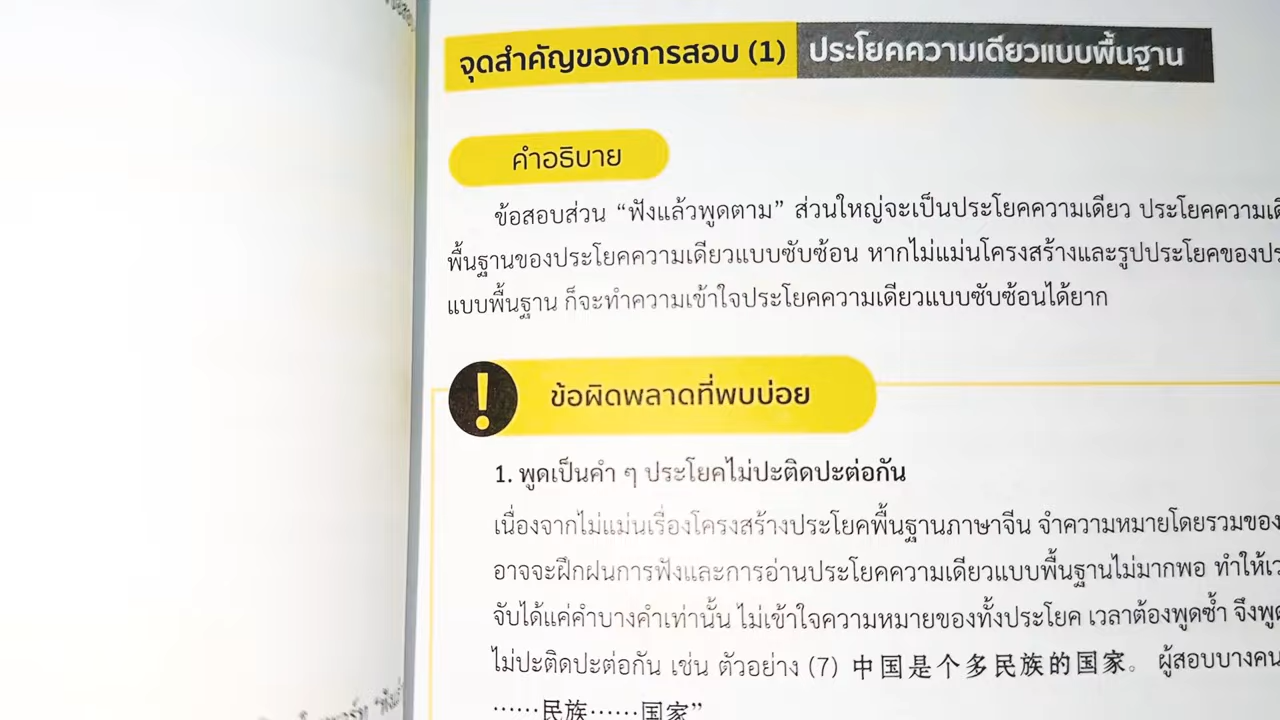 จุดสำคัญของการสอบ (1) ประโยคความเดียวแบบพื้นฐาน
คำอธิบาย
ข้อสอบส่วน “ฟังแล้วพูดตาม” ส่วนใหญ่จะเป็นประโยคความเดียว
พื้นฐานของประโยคความเดียวแบบซับซ้อน หากไม่แม่นโครงสร้างและรูปประโยคของ
แบบพื้นฐาน ก็จะทำความเข้าใจประโยคความเดียวแบบซับซ้อนได้ยาก
! ข้อผิดพลาดที่พบบ่อย
1. พูดเป็นคำ ๆ ประโยคไม่ปะติดปะต่อกัน
เนื่องจากไม่แม่นเรื่องโครงสร้างประโยคพื้นฐานภาษาจีน จำความหมายโดยรวมของ
อาจจะฝึกฝนการฟังและการอ่านประโยคความเดียวแบบพื้นฐานไม่มากพอ ทำให้
จับได้แค่คำบางคำเท่านั้น ไม่เข้าใจความหมายของทั้งประโยค เวลาต้องพูดซ้ำ จึง
ไม่ปะติดปะต่อกัน เช่น ตัวอย่าง (7) 中国是个多民族的国家。 ผู้สอบบางคน
……民族……国家”